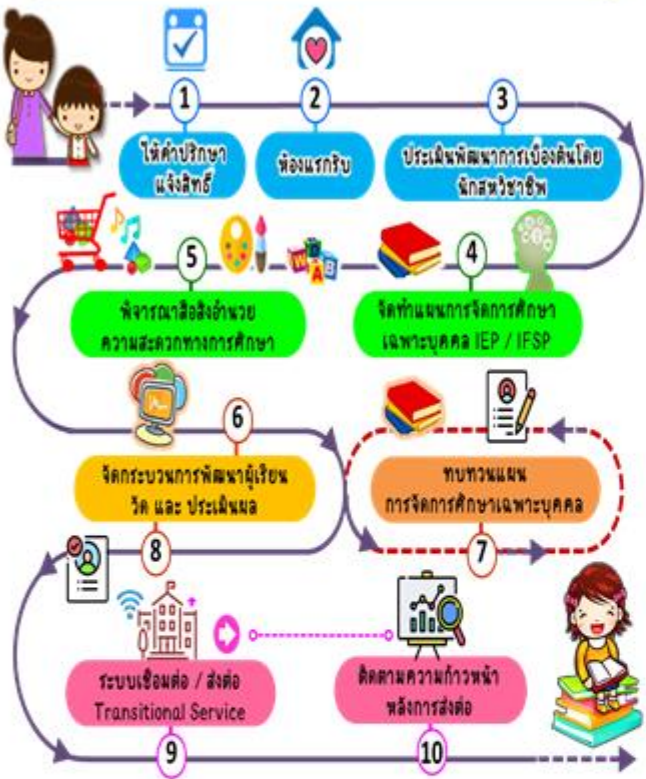 1
ให้คำปรึกษา
แจ้งสิทธิ์
2
ห้องแรกรับ
3
ประเมินพัฒนาการเบื้องต้นโดย
นักสหวิชาชีพ
4
จัดทำแผนการจัดการศึกษา
เฉพาะบุคคล IEP / IFSP
5
พิจารณาสื่อสิ่งอำนวย
ความสะดวกทางการศึกษา
6
จัดกระบวนการพัฒนาผู้เรียน
วัด และ ประเมินผล
8
ทบทวนแผน
การจัดการศึกษาเฉพาะบุคคล
7
ระบบเชื่อมต่อ / ส่งต่อ
Transitional Service
9
ติดตามความก้าวหน้า
หลังการส่งต่อ
10